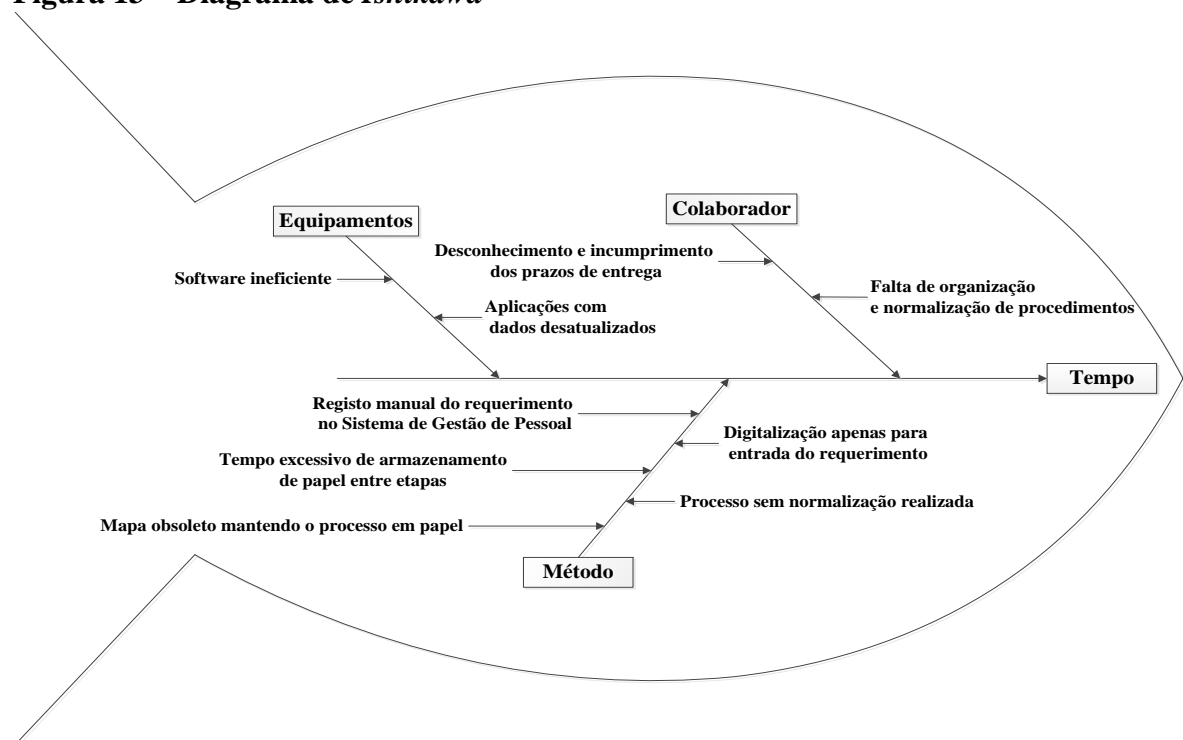 Figura 13 – Diagrama de Ishikawa
Equipamentos
Colaborador
Desconhecimento e incumprimento
dos prazos de entrega
Software ineficiente
Falta de organização
e normalização de procedimentos
Aplicações com
dados desatualizados
Tempo
Registo manual do requerimento
no Sistema de Gestão de Pessoal
Digitalização apenas para
entrada do requerimento
Tempo excessivo de armazenamento
de papel entre etapas
Processo sem normalização realizada
Mapa obsoleto mantendo o processo em papel
Método